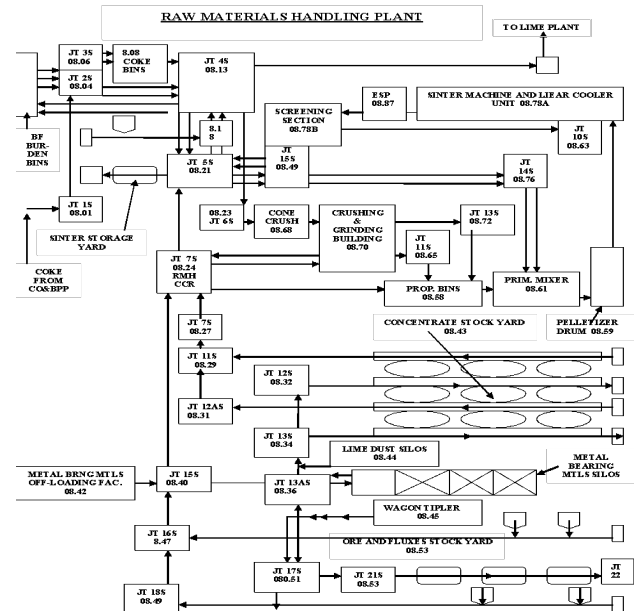 RAW MATERIALS HANDLING PLANT
TO LIME PLANT
JT 3S
08.06
8.08
COKE
BINS
JT 4S
08.13
JT 2S
08.04
ESP
08.87
SINTER MACHINE AND LIEAR COOLER
UNIT 08.78A
SCREENING
SECTION
08.78B
8.1
8
JT
10S
08.63
BF
BUR-
DEN
BINS
JT 5S
08.21
JT
15S
08.49
JT
14S
08.76
JT 1S
08.01
08.23
JT 6S
CONE
CRUSH
08.68
CRUSHING
&
GRINDING
BUILDING
08.70
JT 13S
08.72
SINTER STORAGE
YARD
JT
11S
08.65
COKE
FROM
CO&BPP
JT 7S
08.24
RMH
CCR
PROP. BINS
08.58
PRIM. MIXER
08.61
JT 7S
08.27
CONCENTRATE STOCK YARD
08.43
PELLETIZER
DRUM 08.59
JT 11S
08.29
JT 12S
08.32
JT 12AS
08.31
JT 13S
08.34
LIME DUST SILOS
08.44
METAL
BEARING
MTLS SILOS
METAL BRNG MTLS
OFF-LOADING FAC.
08.42
JT 15S
08.40
JT 13AS
08.36
WAGON TIPLER
08.45
JT 16S
8.47
ORE AND FLUXES STOCK YARD
08.53
JT 17S
080.51
JT 21S
08.53
JT
22
JT 18S
08.49